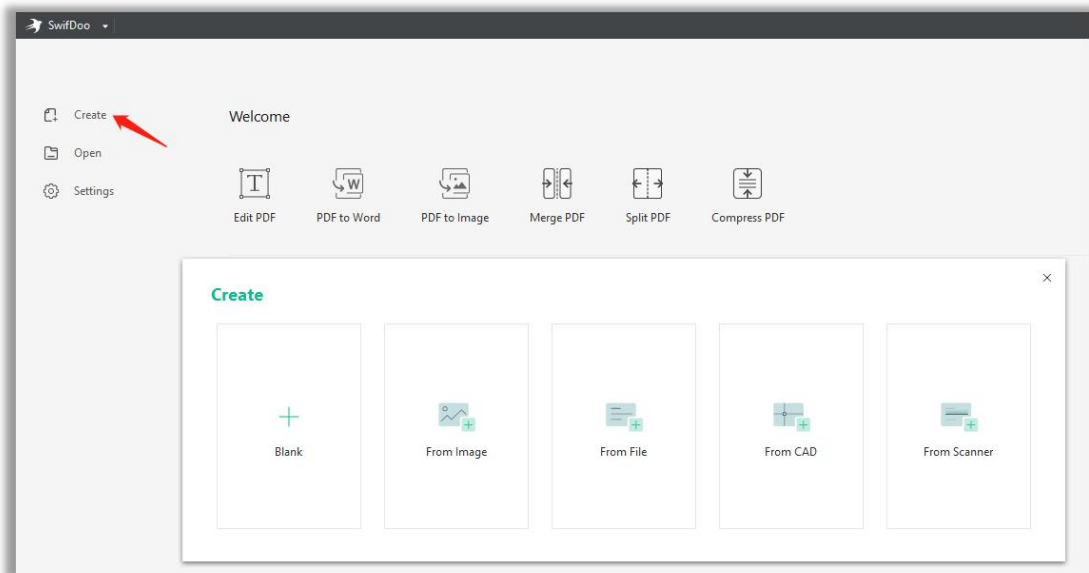 SwifDoo
Create
Open
Settings
Welcome
T
Edit PDF
W
PDF to Word
PDF to Image
Merge PDF
Split PDF
Compress PDF
Create
Blank
From Image
From File
From CAD
From Scanner